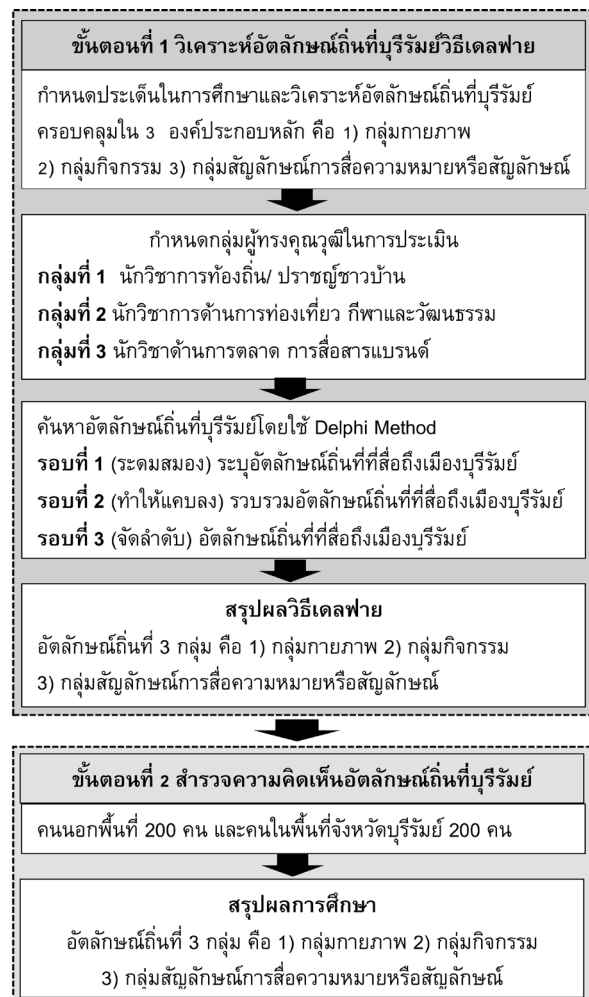 ขั้นตอนที่ 1 วิเคราะห์อัตลักษณ์ถิ่นที่บุรีรัมย์วิธีเดลฟาย
กำหนดประเด็นในการศึกษาและวิเคราะห์อัตลักษณ์ถิ่นที่บุรีรัมย์
ครอบคลุมใน 3 องค์ประกอบหลัก คือ 1) กลุ่มกายภาพ
2) กลุ่มกิจกรรม 3) กลุ่มสัญลักษณ์การสื่อความหมายหรือสัญลักษณ์
กำหนดกลุ่มผู้ทรงคุณวุฒิในการประเมิน
กลุ่มที่ 1 นักวิชาการท้องถิ่น/ ปราชญ์ชาวบ้าน
กลุ่มที่ 2 นักวิชาการด้านการท่องเที่ยว กีฬาและวัฒนธรรม
กลุ่มที่ 3 นักวิชาด้านการตลาด การสื่อสารแบรนด์
ค้นหาอัตลักษณ์ถิ่นที่บุรีรัมย์โดยใช้ Delphi Method
รอบที่ 1 (ระดมสมอง) ระบุอัตลักษณ์ถิ่นที่ที่สื่อถึงเมืองบุรีรัมย์
รอบที่ 2 (ทำให้แคบลง) รวบรวมอัตลักษณ์ถิ่นที่ที่สื่อถึงเมืองบุรีรัมย์
รอบที่ 3 (จัดลำดับ) อัตลักษณ์ถิ่นที่ที่สื่อถึงเมืองบุรีรัมย์
สรุปผลวิธีเดลฟาย
อัตลักษณ์ถิ่นที่ 3 กลุ่ม คือ 1) กลุ่มกายภาพ 2) กลุ่มกิจกรรม
3) กลุ่มสัญลักษณ์การสื่อความหมายหรือสัญลักษณ์
ขั้นตอนที่ 2 สำรวจความคิดเห็นอัตลักษณ์ถิ่นที่บุรีรัมย์
คนนอกพื้นที่ 200 คน และคนในพื้นที่จังหวัดบุรีรัมย์ 200 คน
สรุปผลการศึกษา
อัตลักษณ์ถิ่นที่ 3 กลุ่ม คือ 1) กลุ่มกายภาพ 2) กลุ่มกิจกรรม
3) กลุ่มสัญลักษณ์การสื่อความหมายหรือสัญลักษณ์